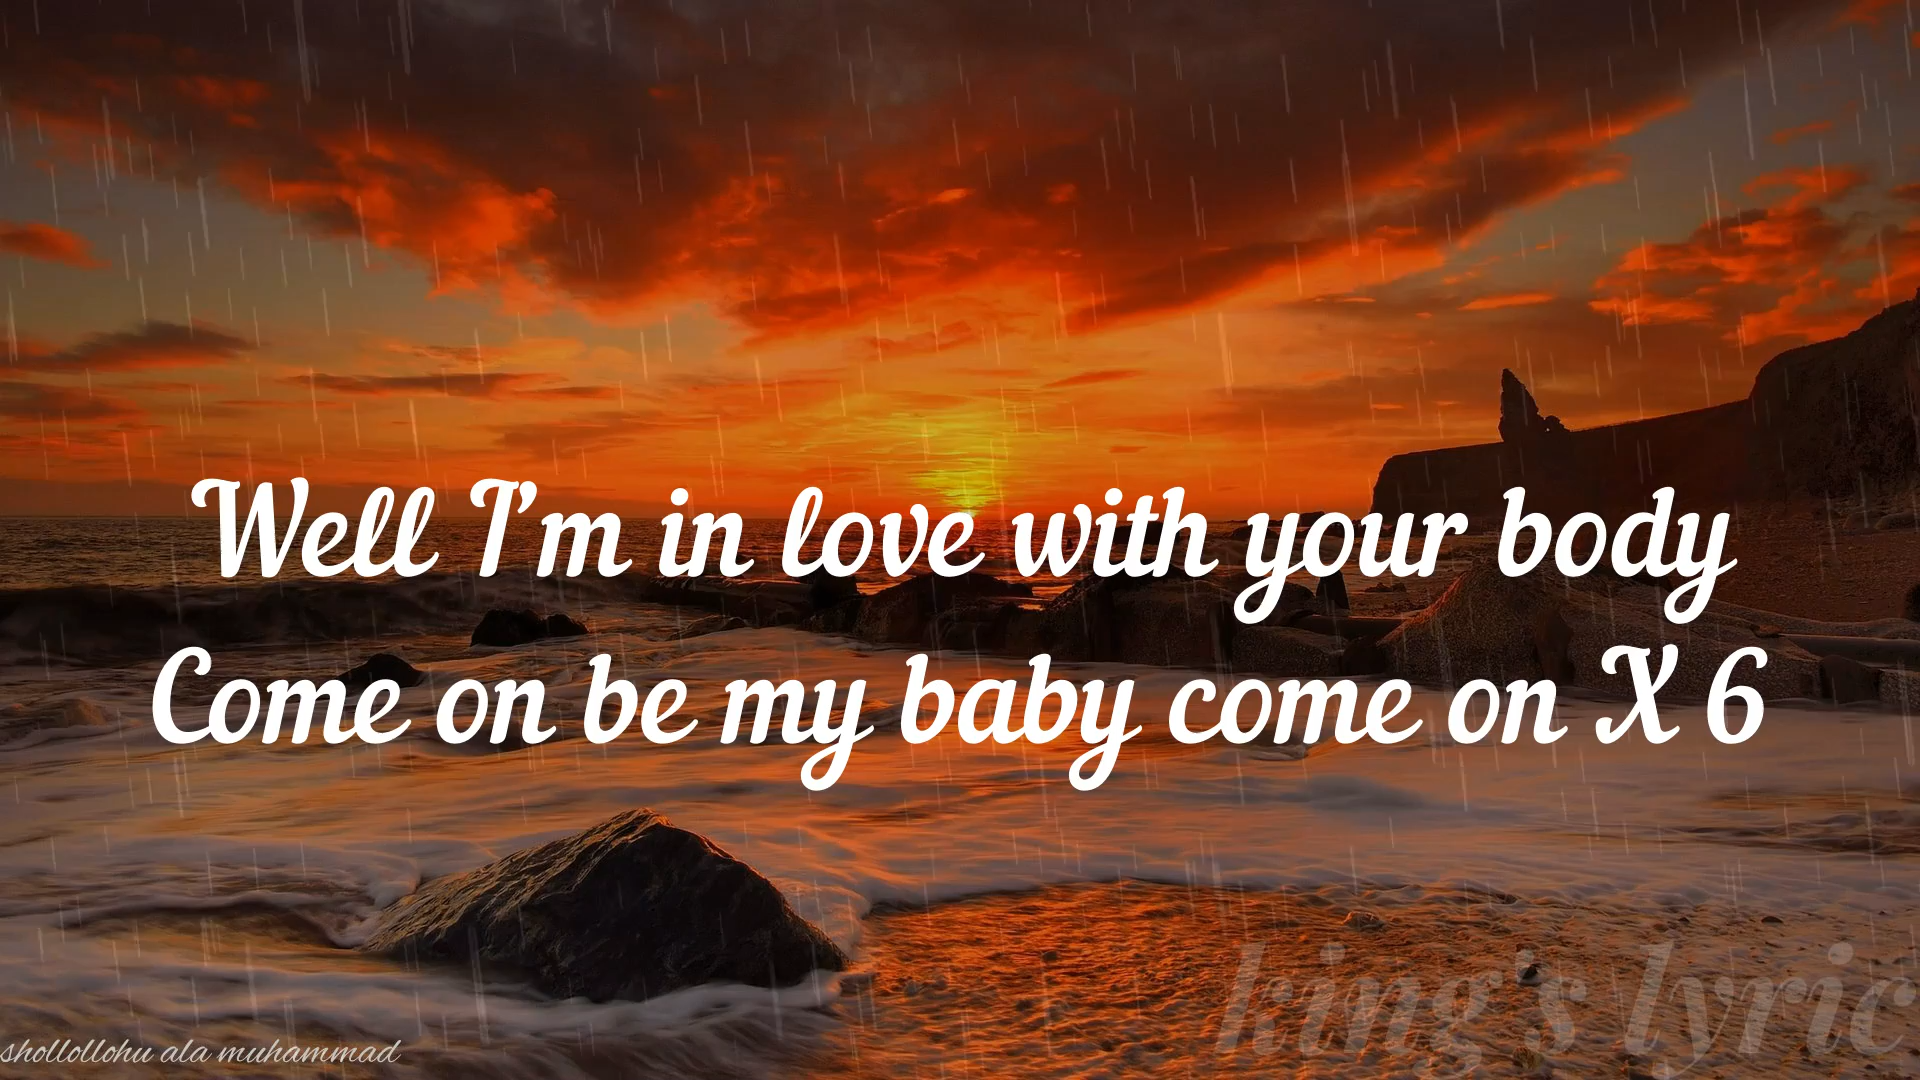 Well I'm in love with your body
Come on be my baby come on X 6
king's lyric
shollollohu ala muhammad